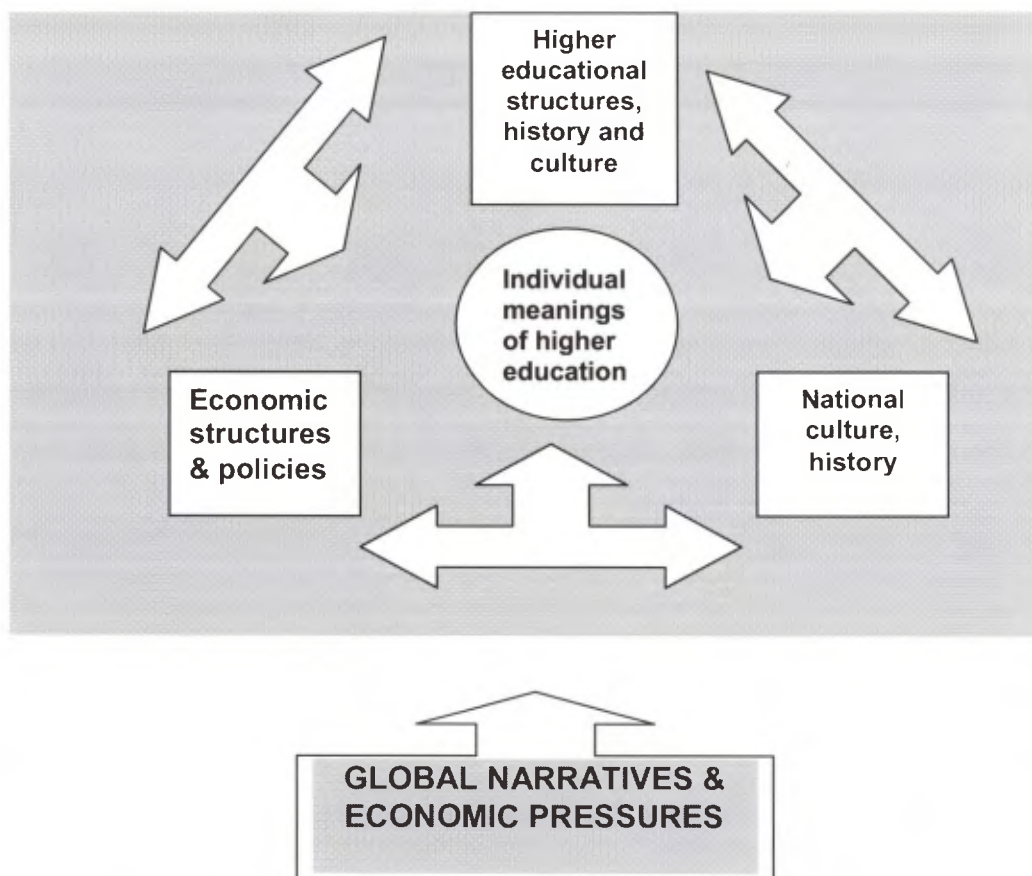 Higher
educational
structures,
history and
culture
Individual
meanings
of higher
education
Economic
structures
& policies
National
culture,
history
GLOBAL NARRATIVES &
ECONOMIC PRESSURES